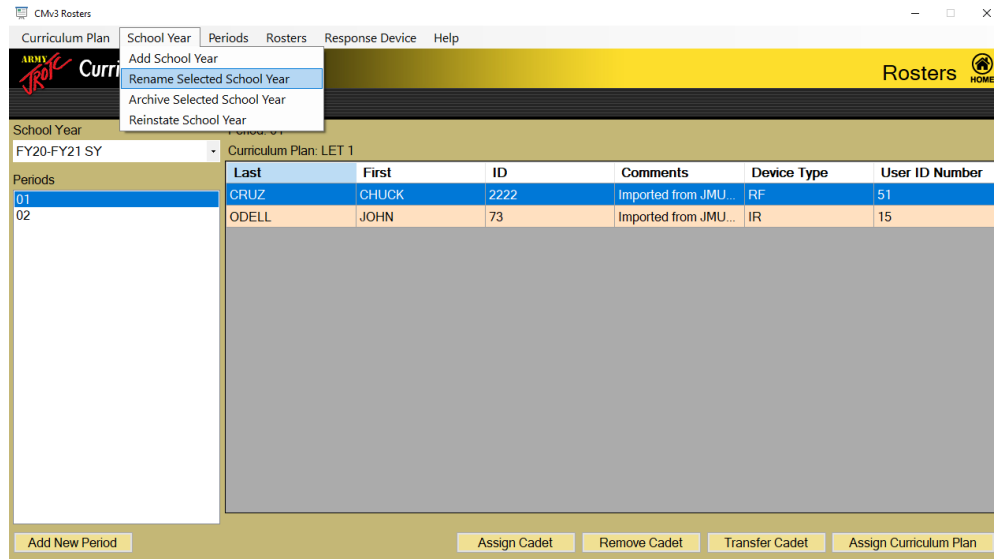 CMv3 Rosters
Curriculum Plan School Year Periods Rosters Response Device Help
Add School Year
Rename Selected School Year
Archive Selected School Year
Reinstate School Year
ARMY JROTC
Curri
Rosters
HOME
School Year
FY20-FY21 SY
Period: 01
Curriculum Plan: LET 1
Periods
01
02
Last First ID Comments Device Type User ID Number
CRUZ CHUCK 2222 Imported from JMU... RF 51
ODELL JOHN 73 Imported from JMU... IR 15
Add New Period Assign Cadet Remove Cadet Transfer Cadet Assign Curriculum Plan